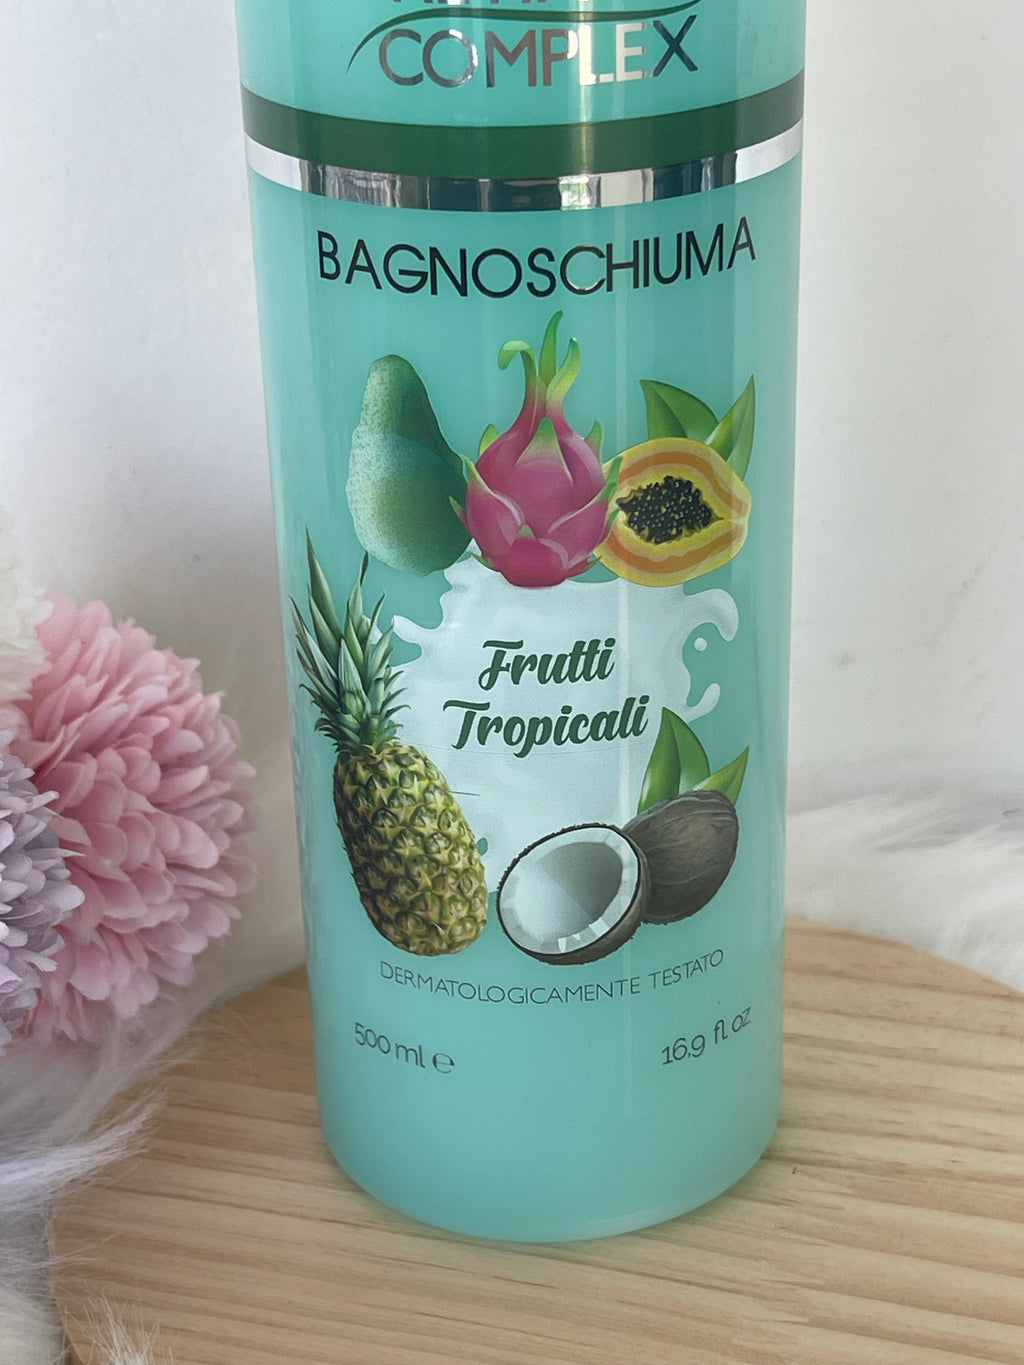 COMPLEX
BAGNOSCHIUMA
Frutti
Tropicali
DERMATOLOGICAMENTE TESTATO
500 ml ℮
16,9 fl oz